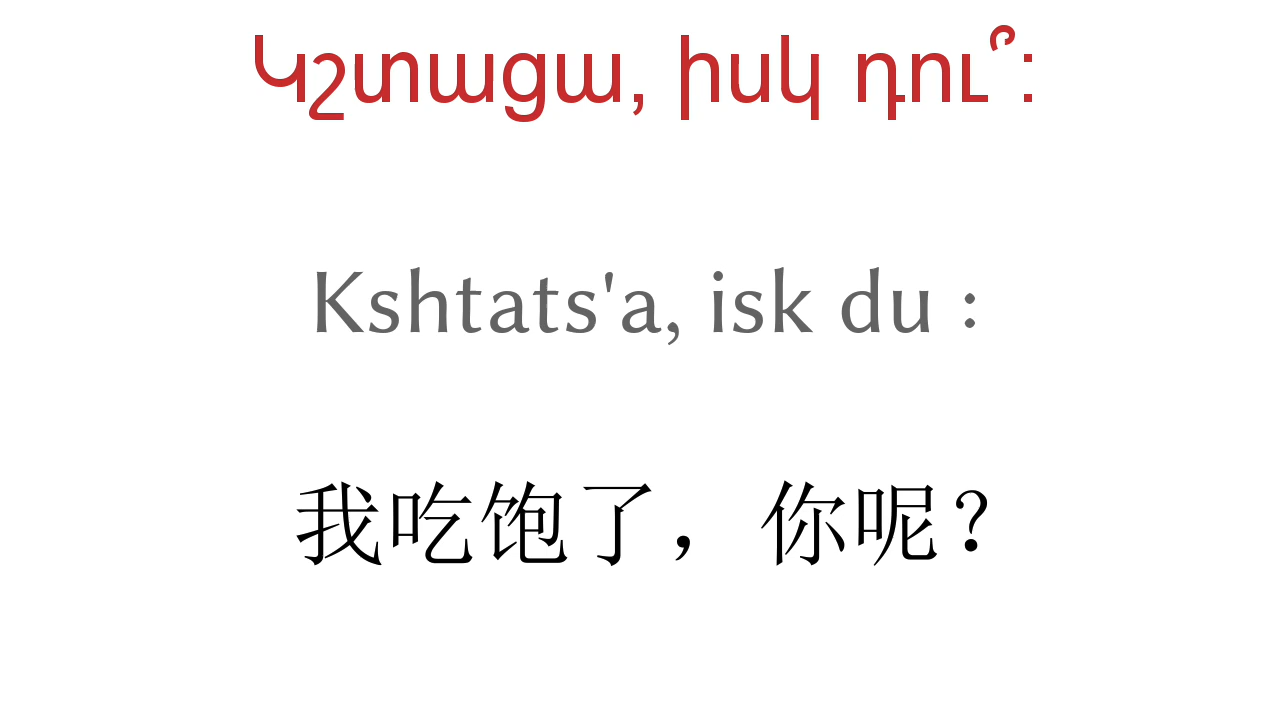 Կշտացա, իսկ դու՞:
Kshtats'a, isk du :
我吃饱了，你呢？